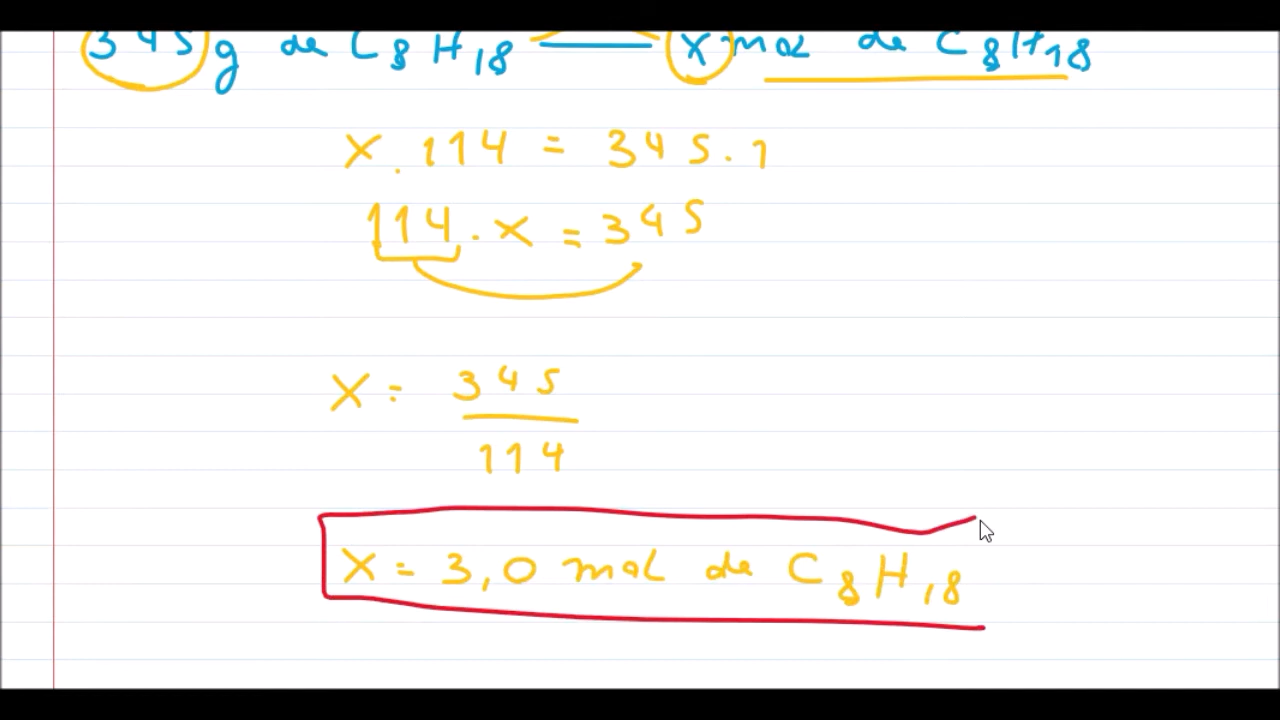 345 g de C8H18 — x mol de C8H18
x . 114 = 345 . 1
114 . x = 345
x = 345
114
x = 3,0 mol de C8H18